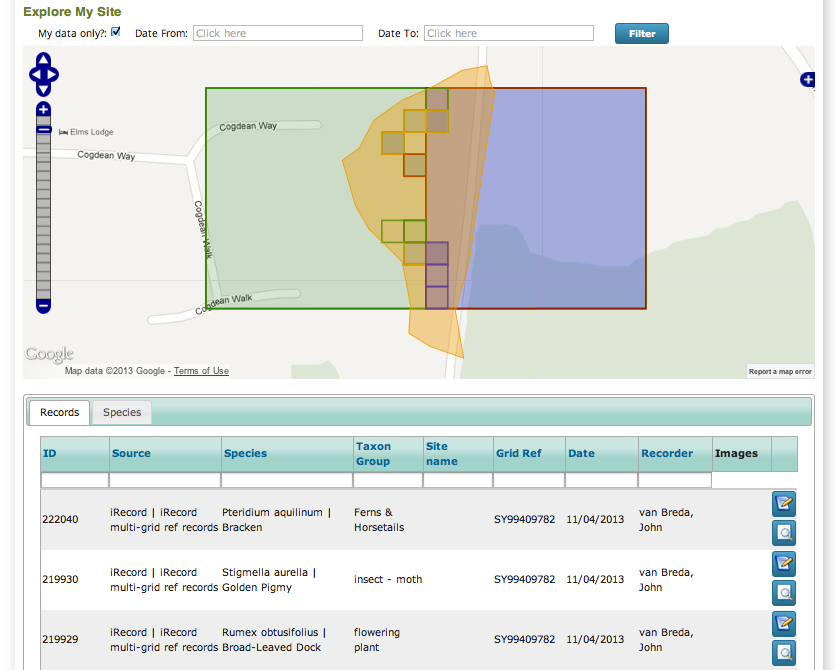 Explore My Site
My data only?: Date From: Click here Date To: Click here Filter
Elms Lodge
Cogdean Way
Cogdean Way
Cogdean Walk
Cogdean Walk
Google
Map data ©2013 Google - Terms of Use
Report a map error
Records Species
ID Source Species Taxon Group Site name Grid Ref Date Recorder Images
222040 iRecord | iRecord multi-grid ref records Pteridium aquilinum | Bracken Ferns & Horsetails SY99409782 11/04/2013 van Breda, John
219930 iRecord | iRecord multi-grid ref records Stigmella aurella | Golden Pigmy insect - moth SY99409782 11/04/2013 van Breda, John
219929 iRecord | iRecord multi-grid ref records Rumex obtusifolius | Broad-Leaved Dock flowering plant SY99409782 11/04/2013 van Breda, John